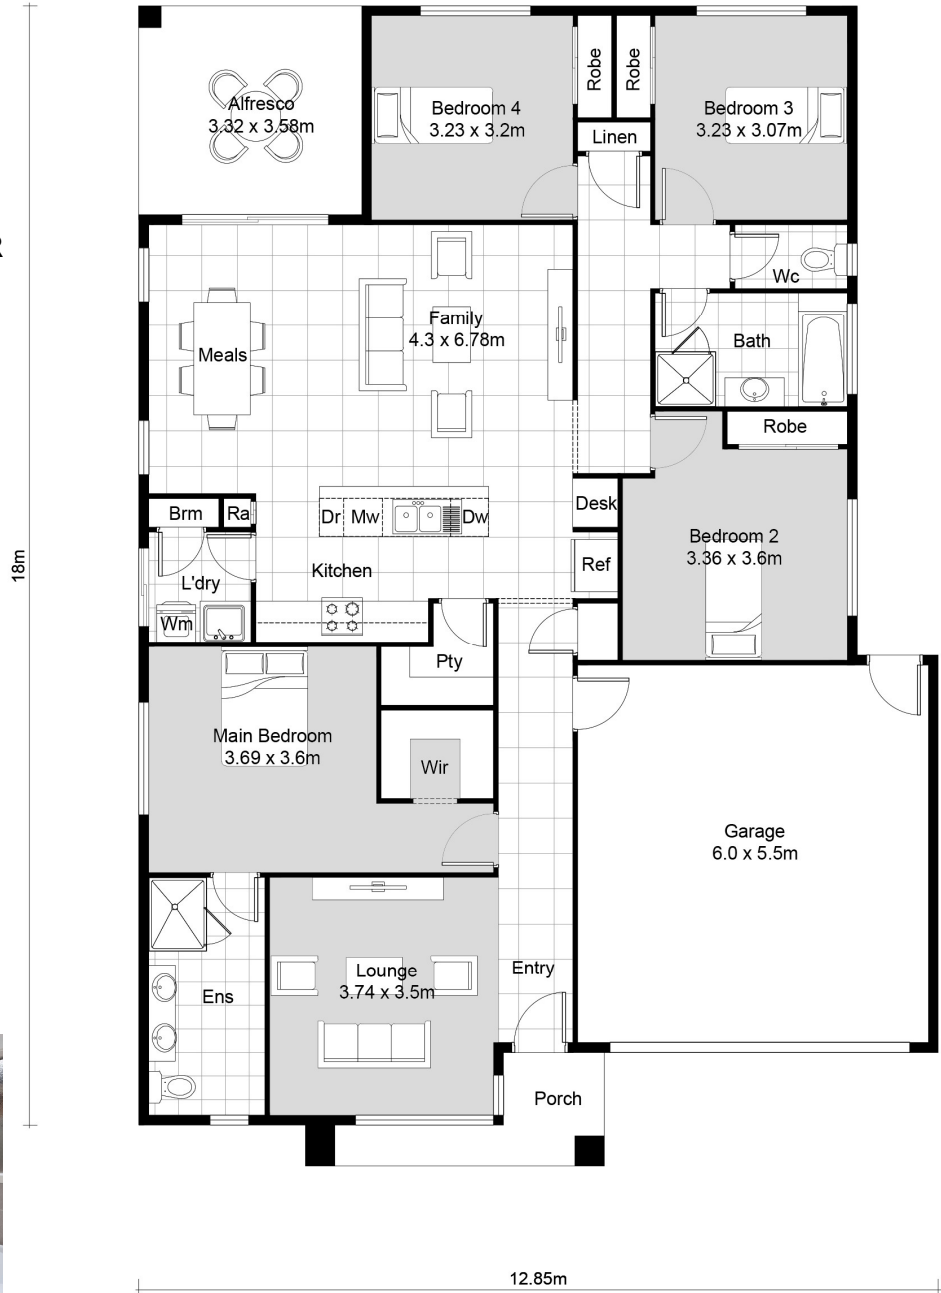 Alfresco
3.32 x 3.58m
Bedroom 4
3.23 x 3.2m
Robe
Robe
Bedroom 3
3.23 x 3.07m
Linen
R
Wc
Family
4.3 x 6.78m
Meals
Bath
Robe
Brm
Ra
Dr
Mw
Dw
Desk
Bedroom 2
3.36 x 3.6m
18m
L'dry
Kitchen
Ref
Wm
Pty
Main Bedroom
3.69 x 3.6m
Wir
Garage
6.0 x 5.5m
Entry
Lounge
3.74 x 3.5m
Ens
Porch
12.85m